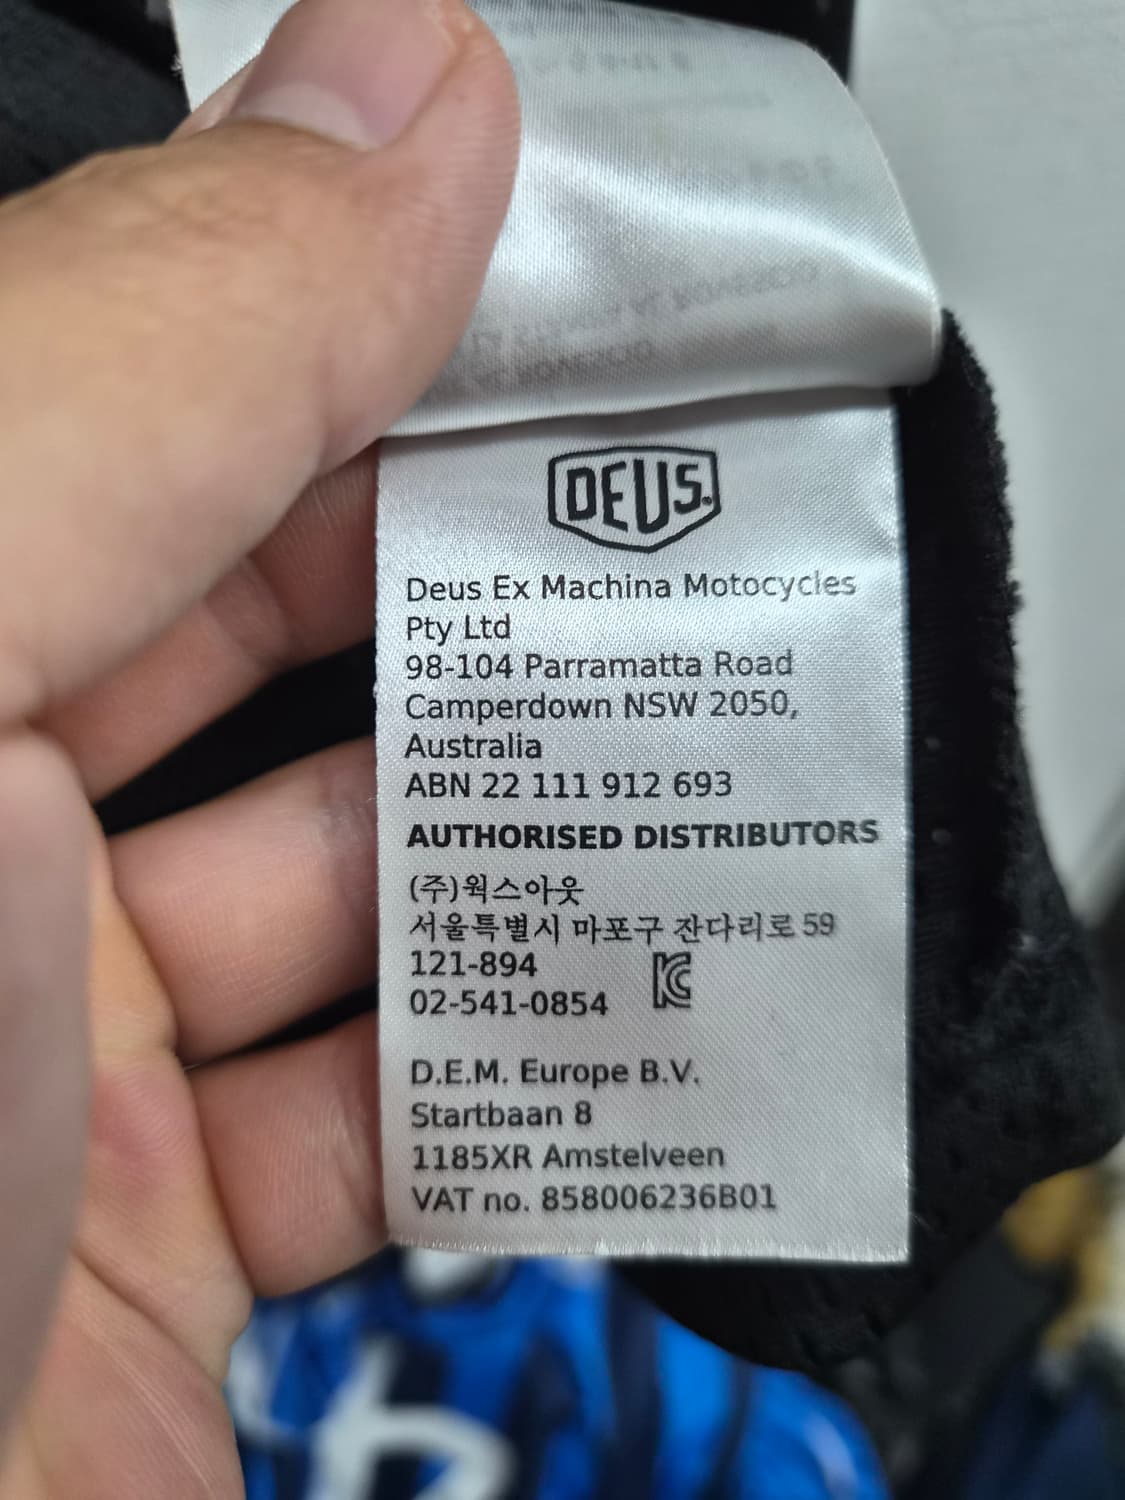 DEUS.
Deus Ex Machina Motocycles
Pty Ltd
98-104 Parramatta Road
Camperdown NSW 2050,
Australia
ABN 22 111 912 693
AUTHORISED DISTRIBUTORS
(주)웍스아웃
서울특별시 마포구 잔다리로 59
121-894
02-541-0854
D.E.M. Europe B.V.
Startbaan 8
1185XR Amstelveen
VAT no. 858006236B01